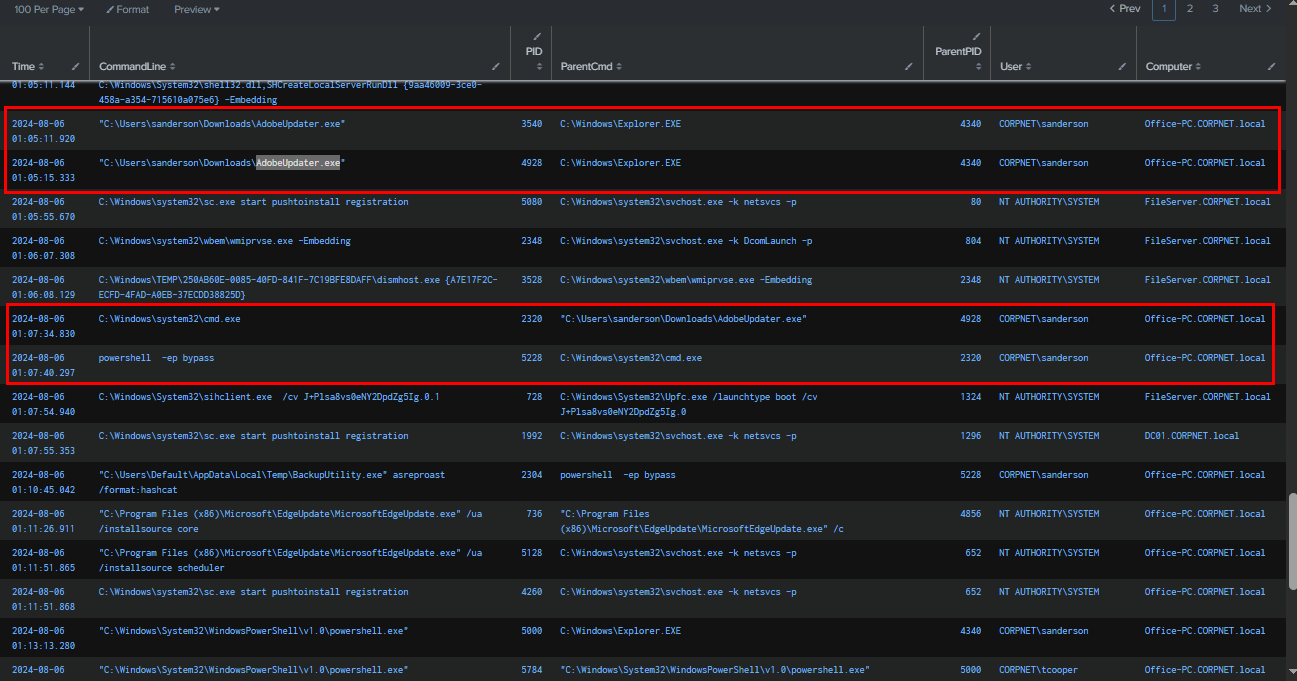 100 Per Page Format Preview < Prev 1 2 3 Next >
Time CommandLine PID ParentCmd ParentPID User Computer
01:05:11.144 C:\Windows\System32\shell32.dll,SHCreateLocalServerRunDll {9aa46009-3ce0-
458a-a354-715610a075e6} -Embedding
2024-08-06 "C:\Users\sanderson\Downloads\AdobeUpdater.exe" 3540 C:\Windows\Explorer.EXE 4340 CORPNET\sanderson Office-PC.CORPNET.local
01:05:11.920
2024-08-06 "C:\Users\sanderson\Downloads\AdobeUpdater.exe" 4928 C:\Windows\Explorer.EXE 4340 CORPNET\sanderson Office-PC.CORPNET.local
01:05:15.333
2024-08-06 C:\Windows\system32\sc.exe start pushtoinstall registration 5080 C:\Windows\system32\svchost.exe -k netsvcs -p 80 NT AUTHORITY\SYSTEM FileServer.CORPNET.local
01:05:55.670
2024-08-06 C:\Windows\system32\wbem\wmiprvse.exe -Embedding 2348 C:\Windows\system32\svchost.exe -k DcomLaunch -p 804 NT AUTHORITY\SYSTEM FileServer.CORPNET.local
01:06:07.308
2024-08-06 C:\Windows\TEMP\250AB60E-0085-40FD-841F-7C19BFE8DAFF\dismhost.exe {A7E17F2C- 3528 C:\Windows\system32\wbem\wmiprvse.exe -Embedding 2348 NT AUTHORITY\SYSTEM FileServer.CORPNET.local
01:06:08.129 ECFD-4FAD-A0EB-37ECDD38825D}
2024-08-06 C:\Windows\system32\cmd.exe 2320 "C:\Users\sanderson\Downloads\AdobeUpdater.exe" 4928 CORPNET\sanderson Office-PC.CORPNET.local
01:07:34.830
2024-08-06 powershell  -ep bypass 5228 C:\Windows\system32\cmd.exe 2320 CORPNET\sanderson Office-PC.CORPNET.local
01:07:40.297
2024-08-06 C:\Windows\System32\sihclient.exe  /cv J+Plsa8vs0eNY2DpdZg5Ig.0.1 728 C:\Windows\System32\Upfc.exe /launchtype boot /cv 1324 NT AUTHORITY\SYSTEM FileServer.CORPNET.local
01:07:54.940 J+Plsa8vs0eNY2DpdZg5Ig.0
2024-08-06 C:\Windows\system32\sc.exe start pushtoinstall registration 1992 C:\Windows\system32\svchost.exe -k netsvcs -p 1296 NT AUTHORITY\SYSTEM DC01.CORPNET.local
01:07:55.353
2024-08-06 "C:\Users\Default\AppData\Local\Temp\BackupUtility.exe" asreproast 2304 powershell  -ep bypass 5228 CORPNET\sanderson Office-PC.CORPNET.local
01:10:45.042 /format:hashcat
2024-08-06 "C:\Program Files (x86)\Microsoft\EdgeUpdate\MicrosoftEdgeUpdate.exe" /ua 736 "C:\Program Files 4856 NT AUTHORITY\SYSTEM Office-PC.CORPNET.local
01:11:26.911 /installsource core (x86)\Microsoft\EdgeUpdate\MicrosoftEdgeUpdate.exe" /c
2024-08-06 "C:\Program Files (x86)\Microsoft\EdgeUpdate\MicrosoftEdgeUpdate.exe" /ua 5128 C:\Windows\system32\svchost.exe -k netsvcs -p 652 NT AUTHORITY\SYSTEM Office-PC.CORPNET.local
01:11:51.865 /installsource scheduler
2024-08-06 C:\Windows\system32\sc.exe start pushtoinstall registration 4260 C:\Windows\system32\svchost.exe -k netsvcs -p 652 NT AUTHORITY\SYSTEM Office-PC.CORPNET.local
01:11:51.868
2024-08-06 "C:\Windows\System32\WindowsPowerShell\v1.0\powershell.exe" 5000 C:\Windows\Explorer.EXE 4340 CORPNET\sanderson Office-PC.CORPNET.local
01:13:13.280
2024-08-06 "C:\Windows\System32\WindowsPowerShell\v1.0\powershell.exe" 5784 "C:\Windows\System32\WindowsPowerShell\v1.0\powershell.exe" 5000 CORPNET\tcooper Office-PC.CORPNET.local